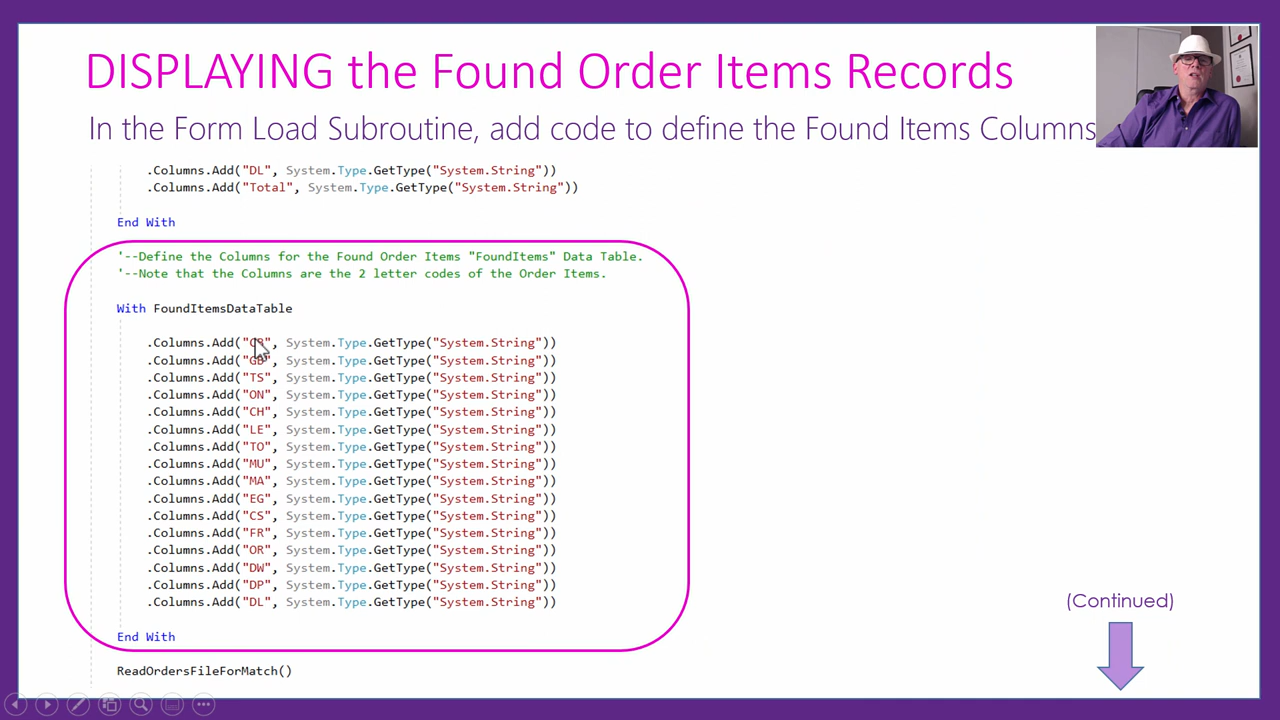 DISPLAYING the Found Order Items Records
In the Form Load Subroutine, add code to define the Found Items Columns
.Columns.Add("DL", System.Type.GetType("System.String"))
.Columns.Add("Total", System.Type.GetType("System.String"))
End With
'--Define the Columns for the Found Order Items "FoundItems" Data Table.
'--Note that the Columns are the 2 letter codes of the Order Items.
With FoundItemsDataTable
.Columns.Add(" ", System.Type.GetType("System.String"))
.Columns.Add(" ", System.Type.GetType("System.String"))
.Columns.Add("TS", System.Type.GetType("System.String"))
.Columns.Add("ON", System.Type.GetType("System.String"))
.Columns.Add("CH", System.Type.GetType("System.String"))
.Columns.Add("LE", System.Type.GetType("System.String"))
.Columns.Add("TO", System.Type.GetType("System.String"))
.Columns.Add("MU", System.Type.GetType("System.String"))
.Columns.Add("MA", System.Type.GetType("System.String"))
.Columns.Add("EG", System.Type.GetType("System.String"))
.Columns.Add("CS", System.Type.GetType("System.String"))
.Columns.Add("FR", System.Type.GetType("System.String"))
.Columns.Add("OR", System.Type.GetType("System.String"))
.Columns.Add("DW", System.Type.GetType("System.String"))
.Columns.Add("DP", System.Type.GetType("System.String"))
.Columns.Add("DL", System.Type.GetType("System.String"))
End With
ReadOrdersFileForMatch()
(Continued)